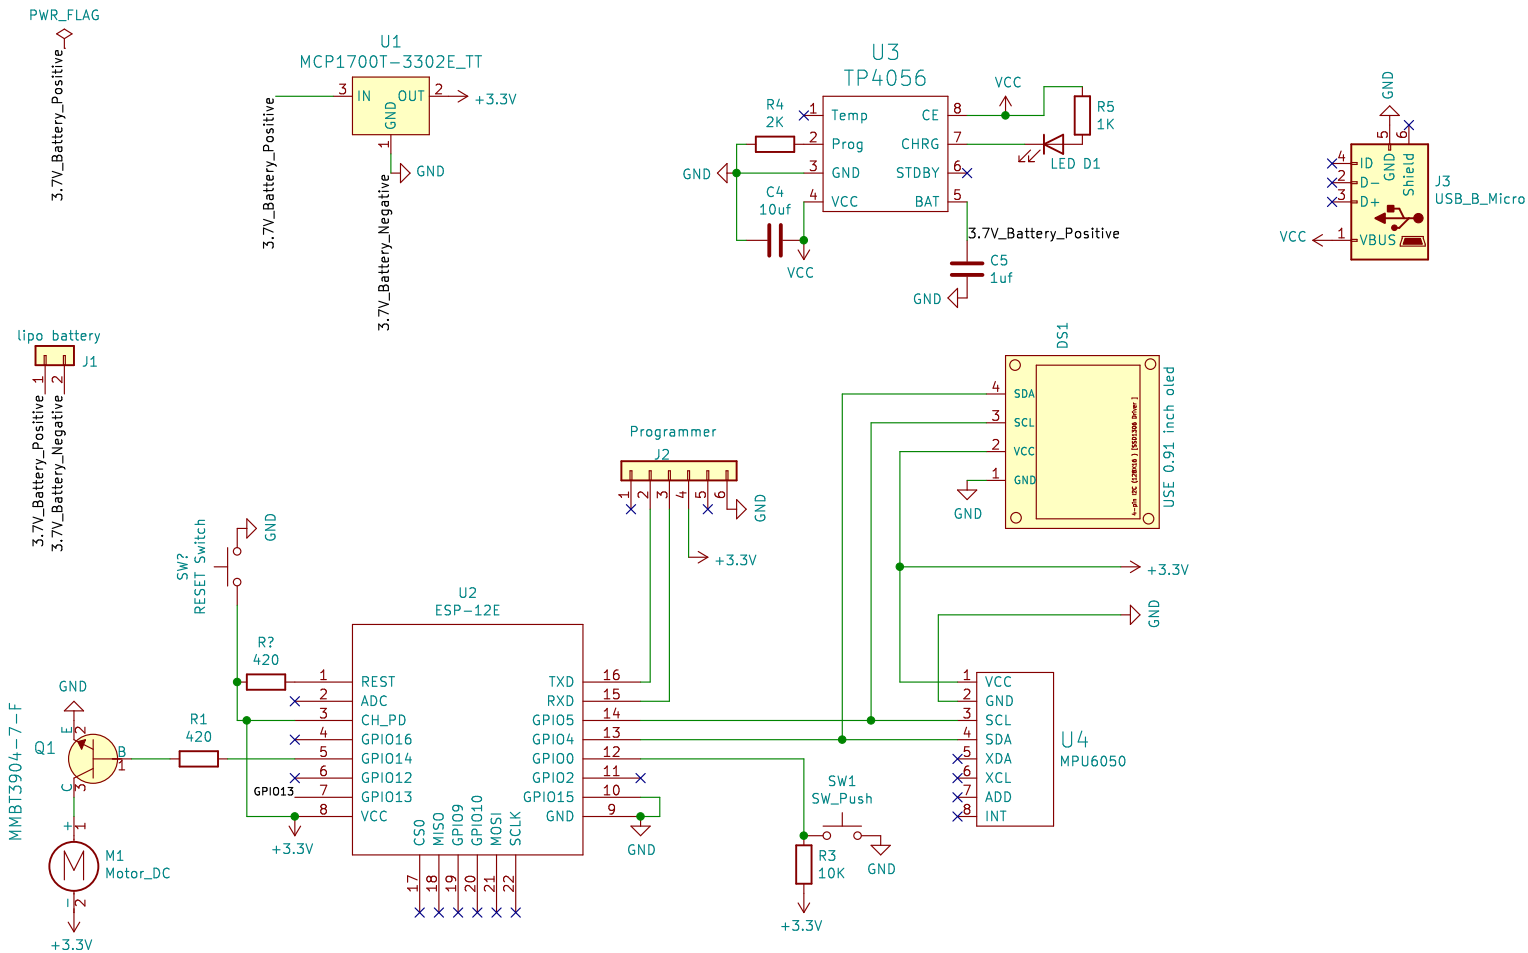 PWR_FLAG
3.7V_Battery_Positive
U1
MCP1700T-3302E_TT
3
IN
OUT
2
+3.3V
GND
1
GND
3.7V_Battery_Positive
3.7V_Battery_Negative
U3
TP4056
R4
2K
1
Temp
2
Prog
3
GND
4
VCC
CE
8
CHRG
7
STDBY
6
BAT
5
GND
C4
10uf
VCC
VCC
R5
1K
LED D1
3.7V_Battery_Positive
C5
1uf
GND
GND
5
6
GND
Shield
4
ID
2
D-
3
D+
1
VBUS
VCC
J3
USB_B_Micro
lipo battery
J1
1
2
3.7V_Battery_Positive
3.7V_Battery_Negative
DS1
4
SDA
3
SCL
2
VCC
1
GND
4-pin I2C (128X16 ) [SSD1306 Driver ]
USE 0.91 inch oled
GND
Programmer
J2
1
2
3
4
5
6
GND
+3.3V
SW?
RESET Switch
GND
R?
420
U2
ESP-12E
1
REST
2
ADC
3
CH_PD
4
GPIO16
5
GPIO14
6
GPIO12
7
GPIO13
8
VCC
GPIO13
+3.3V
TXD
16
RXD
15
GPIO5
14
GPIO4
13
GPIO0
12
GPIO2
11
GPIO15
10
GND
9
GND
CS0
MISO
GPIO9
GPIO10
MOSI
SCLK
17
18
19
20
21
22
GND
MMBT3904-7-F
Q1
E
2
B
1
C
3
R1
420
+
1
M
M1
Motor_DC
-
2
+3.3V
SW1
SW_Push
R3
10K
GND
+3.3V
+3.3V
GND
1
VCC
2
GND
3
SCL
4
SDA
5
XDA
6
XCL
7
ADD
8
INT
U4
MPU6050